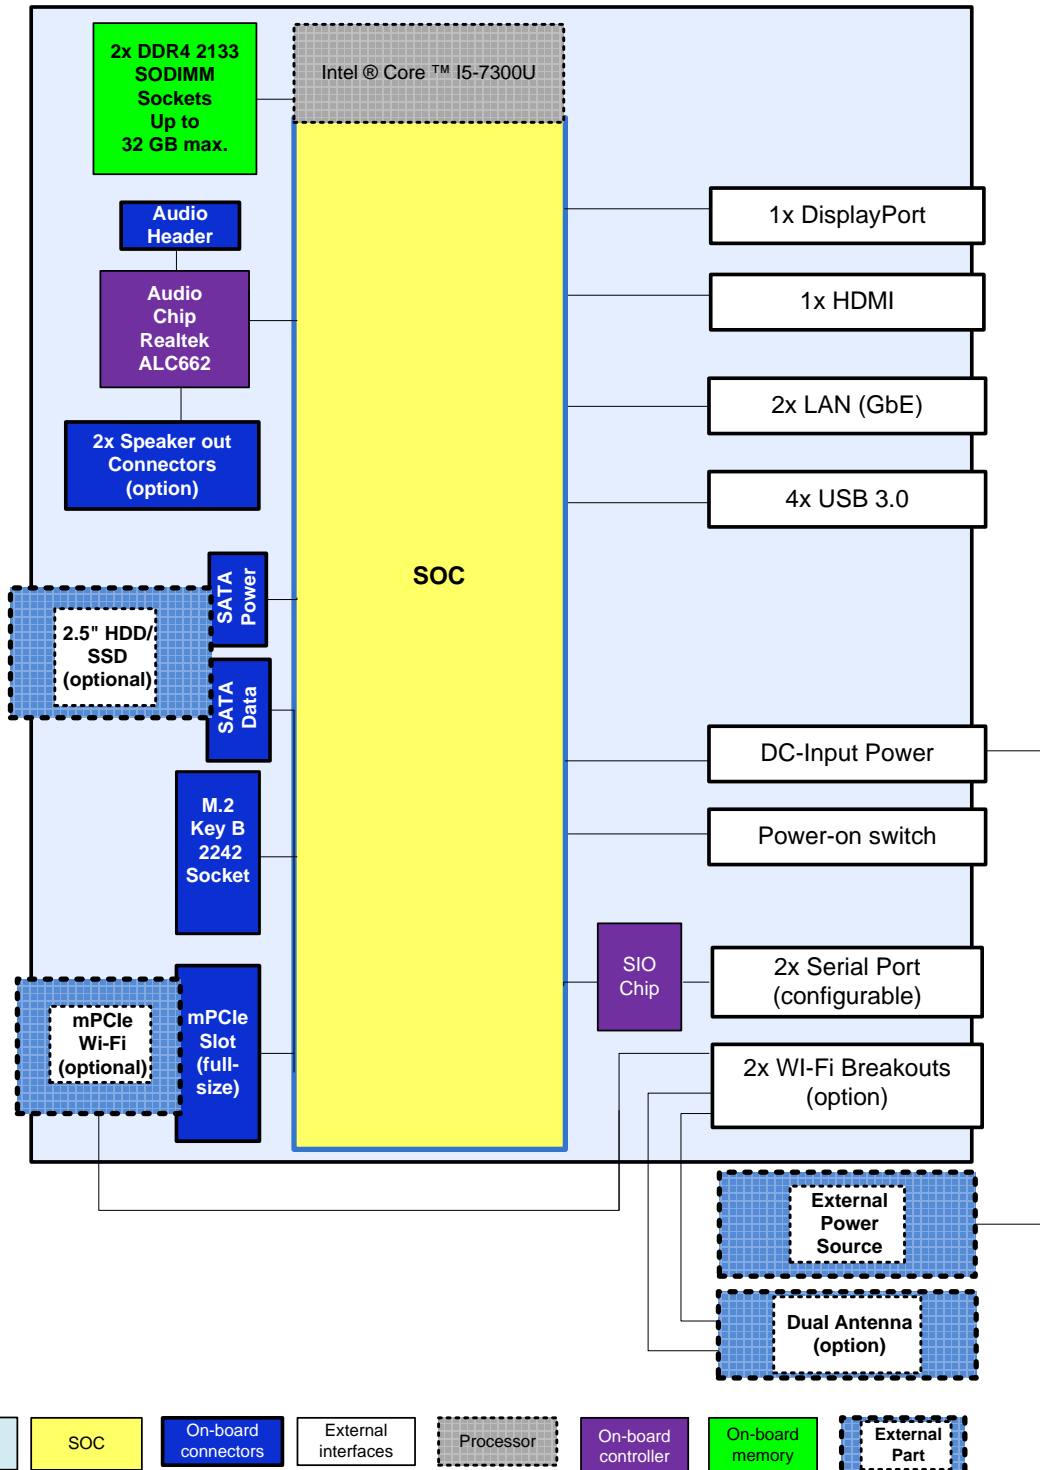 2x DDR4 2133
SODIMM
Sockets
Up to
32 GB max.
Intel ® Core ™ I5-7300U
Audio
Header
Audio
Chip
Realtek
ALC662
2x Speaker out
Connectors
(option)
SATA
Power
2.5" HDD/
SSD
(optional)
SATA
Data
M.2
Key B
2242
Socket
mPCIe
Wi-Fi
(optional)
mPCIe
Slot
(full-
size)
SOC
1x DisplayPort
1x HDMI
2x LAN (GbE)
4x USB 3.0
DC-Input Power
Power-on switch
SIO
Chip
2x Serial Port
(configurable)
2x WI-Fi Breakouts
(option)
External
Power
Source
Dual Antenna
(option)
SOC
On-board
connectors
External
interfaces
Processor
On-board
controller
On-board
memory
External
Part